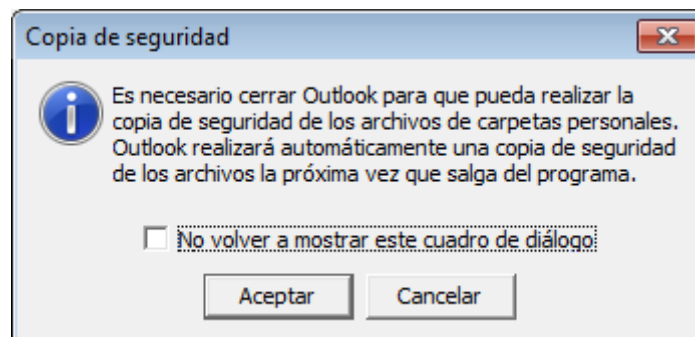 Copia de seguridad
Es necesario cerrar Outlook para que pueda realizar la
copia de seguridad de los archivos de carpetas personales.
Outlook realizará automáticamente una copia de seguridad
de los archivos la próxima vez que salga del programa.
No volver a mostrar este cuadro de diálogo
Aceptar
Cancelar